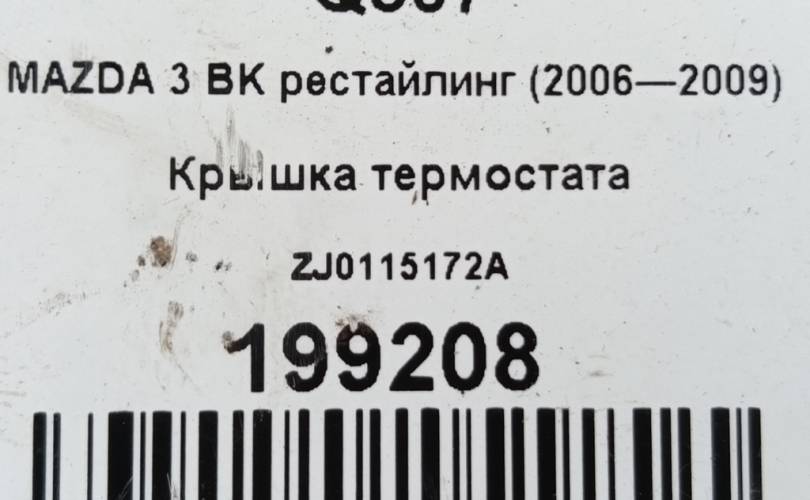 MAZDA 3 BK рестайлинг (2006—2009)
Крышка термостата
ZJ0115172A
199208